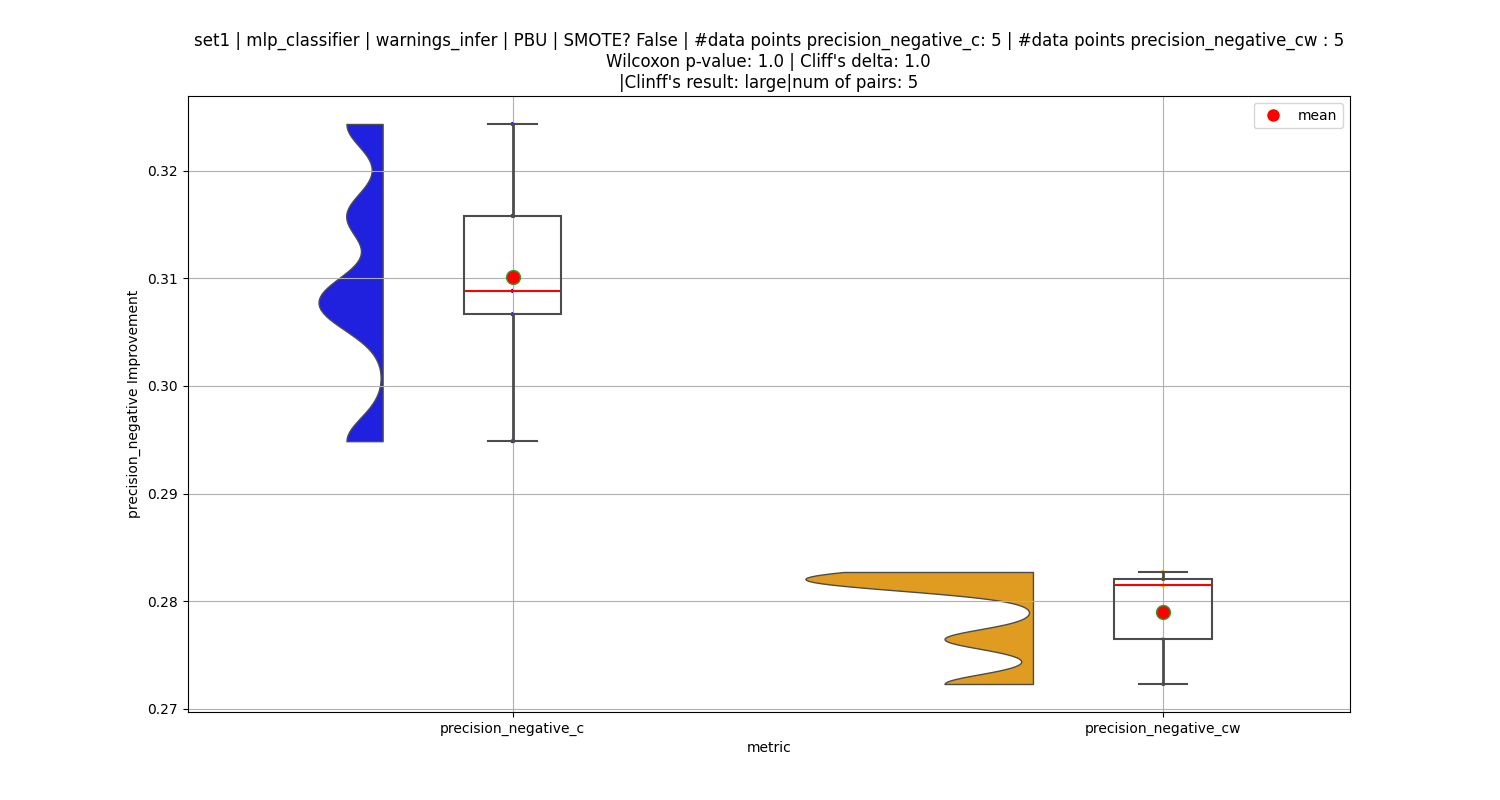 set1 | mlp_classifier | warnings_infer | PBU | SMOTE? False | #data points precision_negative_c: 5 | #data points precision_negative_cw : 5
Wilcoxon p-value: 1.0 | Cliff's delta: 1.0
|Clinff's result: large|num of pairs: 5
mean
0.32
0.31
0.30
0.29
0.28
0.27
precision_negative Improvement
precision_negative_c
precision_negative_cw
metric